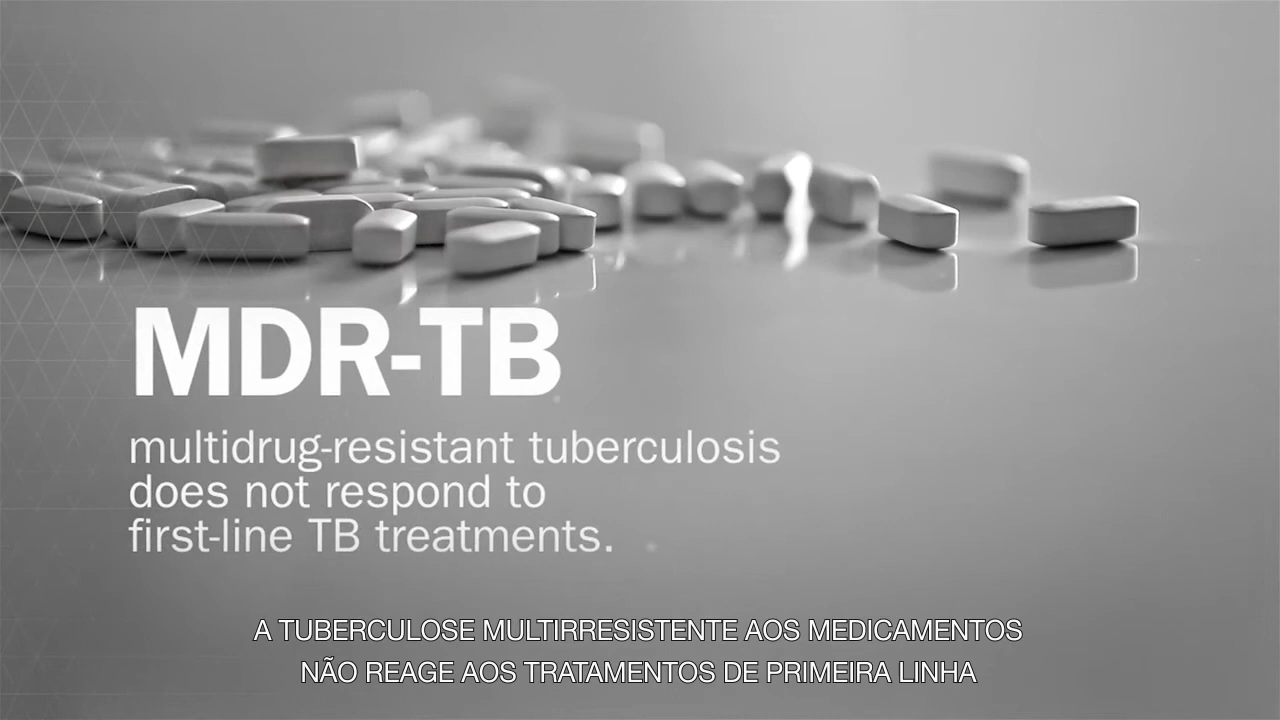 MDR-TB
multidrug-resistant tuberculosis
does not respond to
first-line TB treatments.
A TUBERCULOSE MULTIRRESISTENTE AOS MEDICAMENTOS
NÃO REAGE AOS TRATAMENTOS DE PRIMEIRA LINHA